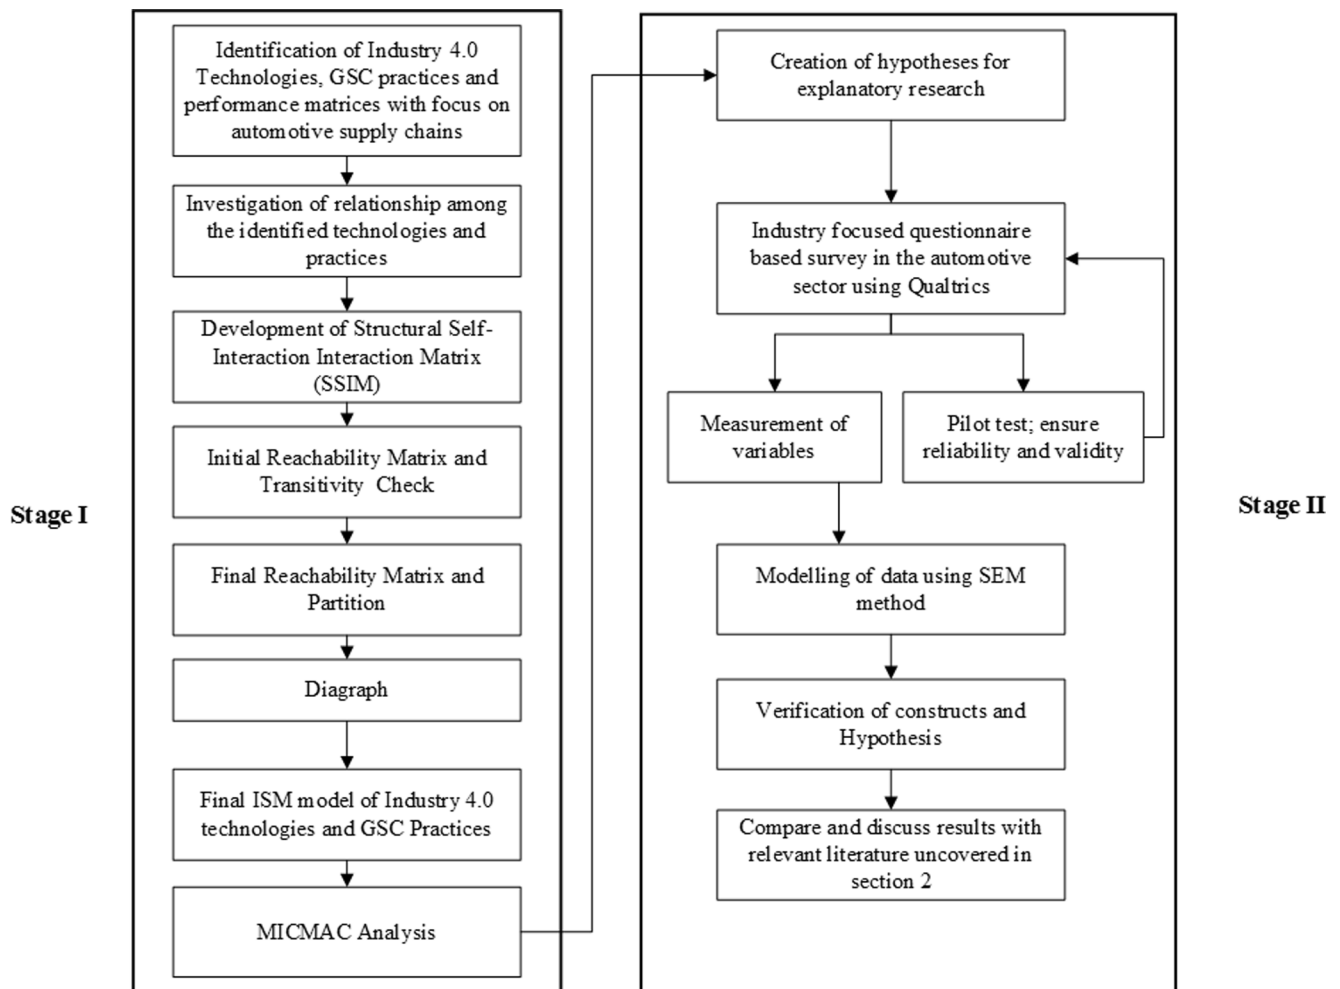 Stage I
Identification of Industry 4.0
Technologies, GSC practices and
performance matrices with focus on
automotive supply chains
Investigation of relationship among
the identified technologies and
practices
Development of Structural Self-
Interaction Interaction Matrix
(SSIM)
Initial Reachability Matrix and
Transitivity Check
Final Reachability Matrix and
Partition
Diagraph
Final ISM model of Industry 4.0
technologies and GSC Practices
MICMAC Analysis
Stage II
Creation of hypotheses for
explanatory research
Industry focused questionnaire
based survey in the automotive
sector using Qualtrics
Measurement of
variables
Pilot test; ensure
reliability and validity
Modelling of data using SEM
method
Verification of constructs and
Hypothesis
Compare and discuss results with
relevant literature uncovered in
section 2